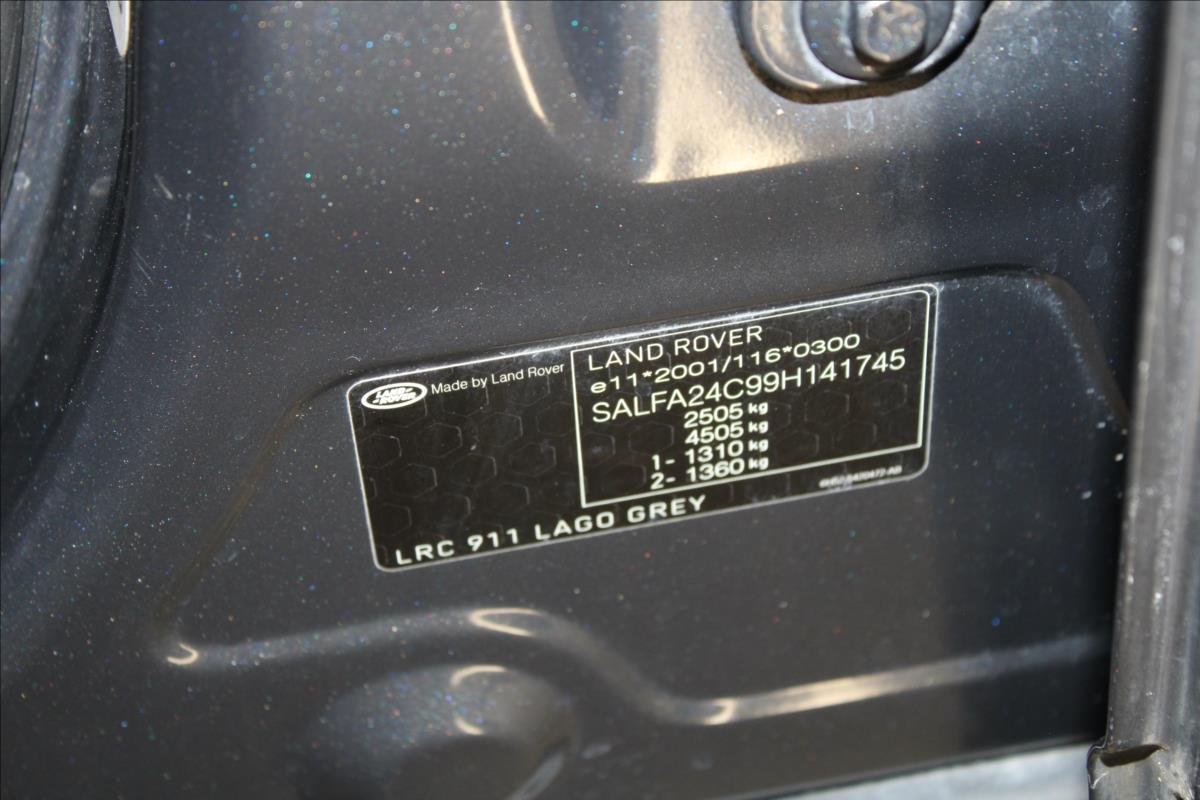 LAND ROVER
Made by Land Rover
LAND ROVER
e11*2001/116*0300
SALFA24C99H141745
2505 kg
4505 kg
1- 1310 kg
2- 1360 kg
LRC 911 LAGO GREY